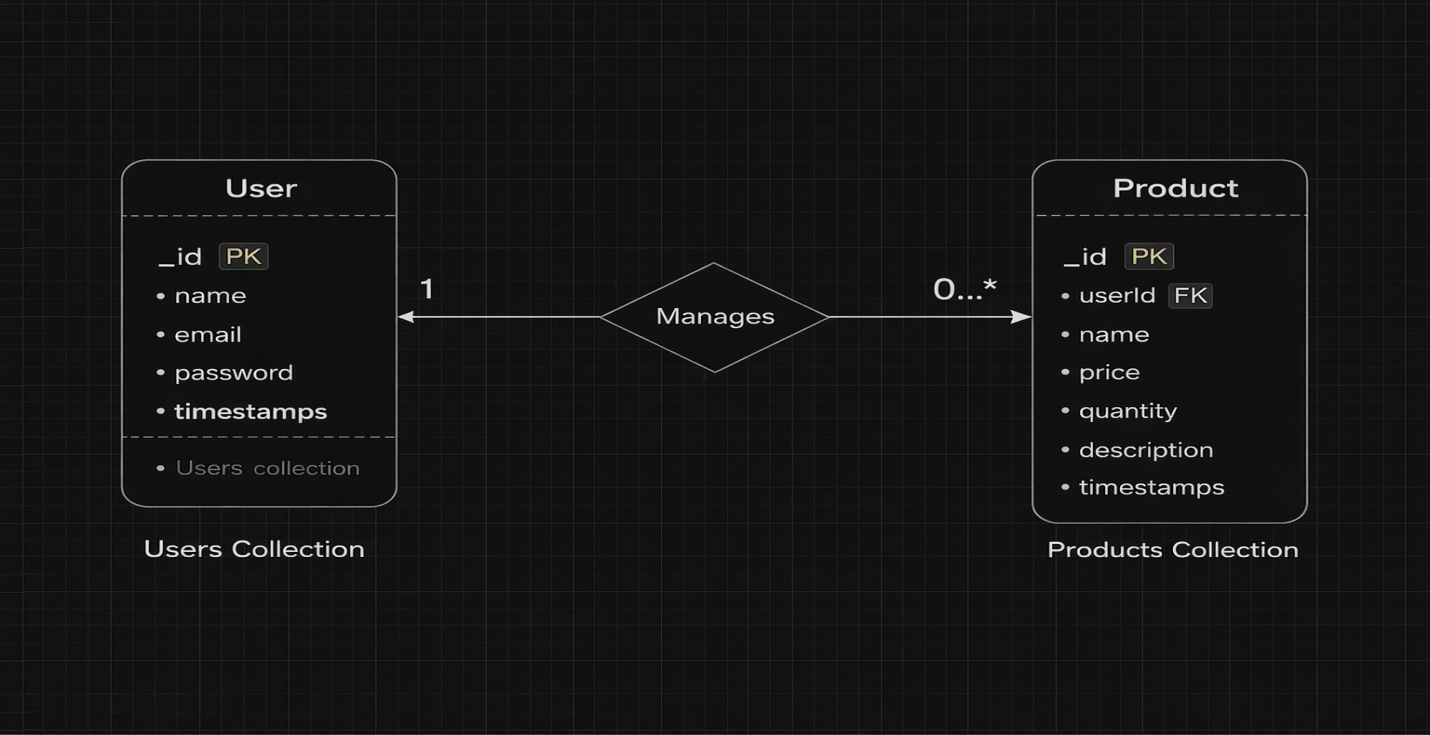 User
_id PK
• name
• email
• password
• timestamps
• Users collection
Users Collection
1
Manages
0...*
Product
_id PK
• userId FK
• name
• price
• quantity
• description
• timestamps
Products Collection